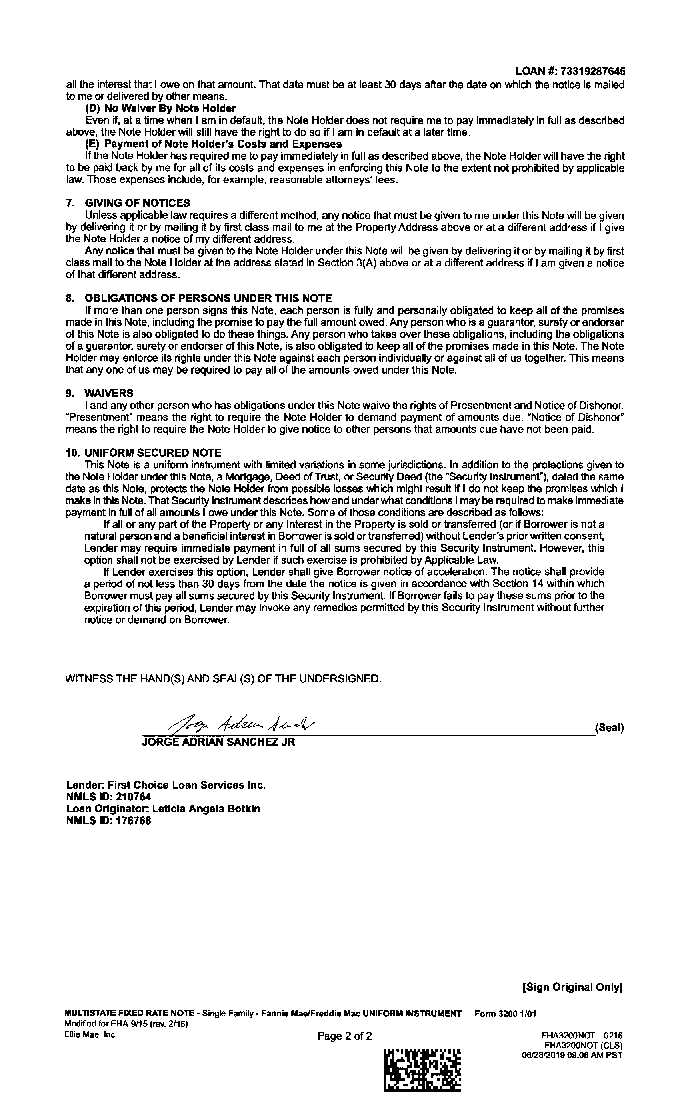 LOAN #: 73319287645
all the interest that I owe on that amount. That date must be at least 30 days after the date on which the notice is mailed
to me or delivered by other means.
(D) No Waiver By Note Holder
Even if, at a time when I am in default, the Note Holder does not require me to pay immediately in full as described
above, the Note Holder will still have the right to do so if I am in default at a later time.
(E) Payment of Note Holder's Costs and Expenses
If the Note Holder has required me to pay immediately in full as described above, the Note Holder will have the right
to be paid back by me for all of its costs and expenses in enforcing this Note to the extent not prohibited by applicable
law. Those expenses include, for example, reasonable attorneys' fees.
7. GIVING OF NOTICES
Unless applicable law requires a different method, any notice that must be given to me under this Note will be given
by delivering it or by mailing it by first class mail to me at the Property Address above or at a different address if I give
the Note Holder a notice of my different address.
Any notice that must be given to the Note Holder under this Note will be given by delivering it or by mailing it by first
class mail to the Note Holder at the address stated in Section 3(A) above or at a different address if I am given a notice
of that different address.
8. OBLIGATIONS OF PERSONS UNDER THIS NOTE
If more than one person signs this Note, each person is fully and personally obligated to keep all of the promises
made in this Note, including the promise to pay the full amount owed. Any person who is a guarantor, surety or endorser
of this Note is also obligated to do these things. Any person who takes over these obligations, including the obligations
of a guarantor, surety or endorser of this Note, is also obligated to keep all of the promises made in this Note. The Note
Holder may enforce its rights under this Note against each person individually or against all of us together. This means
that any one of us may be required to pay all of the amounts owed under this Note.
9. WAIVERS
I and any other person who has obligations under this Note waive the rights of Presentment and Notice of Dishonor.
"Presentment" means the right to require the Note Holder to demand payment of amounts due. "Notice of Dishonor"
means the right to require the Note Holder to give notice to other persons that amounts due have not been paid.
10. UNIFORM SECURED NOTE
This Note is a uniform instrument with limited variations in some jurisdictions. In addition to the protections given to
the Note Holder under this Note, a Mortgage, Deed of Trust, or Security Deed (the "Security Instrument"), dated the same
date as this Note, protects the Note Holder from possible losses which might result if I do not keep the promises which I
make in this Note. That Security Instrument describes how and under what conditions I may be required to make immediate
payment in full of all amounts I owe under this Note. Some of those conditions are described as follows:
If all or any part of the Property or any Interest in the Property is sold or transferred (or if Borrower is not a
natural person and a beneficial interest in Borrower is sold or transferred) without Lender's prior written consent,
Lender may require immediate payment in full of all sums secured by this Security Instrument. However, this
option shall not be exercised by Lender if such exercise is prohibited by Applicable Law.
If Lender exercises this option, Lender shall give Borrower notice of acceleration. The notice shall provide
a period of not less than 30 days from the date the notice is given in accordance with Section 14 within which
Borrower must pay all sums secured by this Security Instrument. If Borrower fails to pay these sums prior to the
expiration of this period, Lender may invoke any remedies permitted by this Security Instrument without further
notice or demand on Borrower.
WITNESS THE HAND(S) AND SEAL(S) OF THE UNDERSIGNED.
(Seal)
JORGE ADRIAN SANCHEZ JR
Lender: First Choice Loan Services Inc.
NMLS ID: 210764
Loan Originator: Leticia Angela Botkin
NMLS ID: 176768
[Sign Original Only]
MULTISTATE FIXED RATE NOTE - Single Family - Fannie Mae/Freddie Mac UNIFORM INSTRUMENT Form 3200 1/01
Modified for FHA 9/15 (rev. 2/16)
Ellie Mae, Inc.
Page 2 of 2
FHA3200NOT 0216
FHA3200NOT (CLS)
06/28/2019 09:06 AM PST